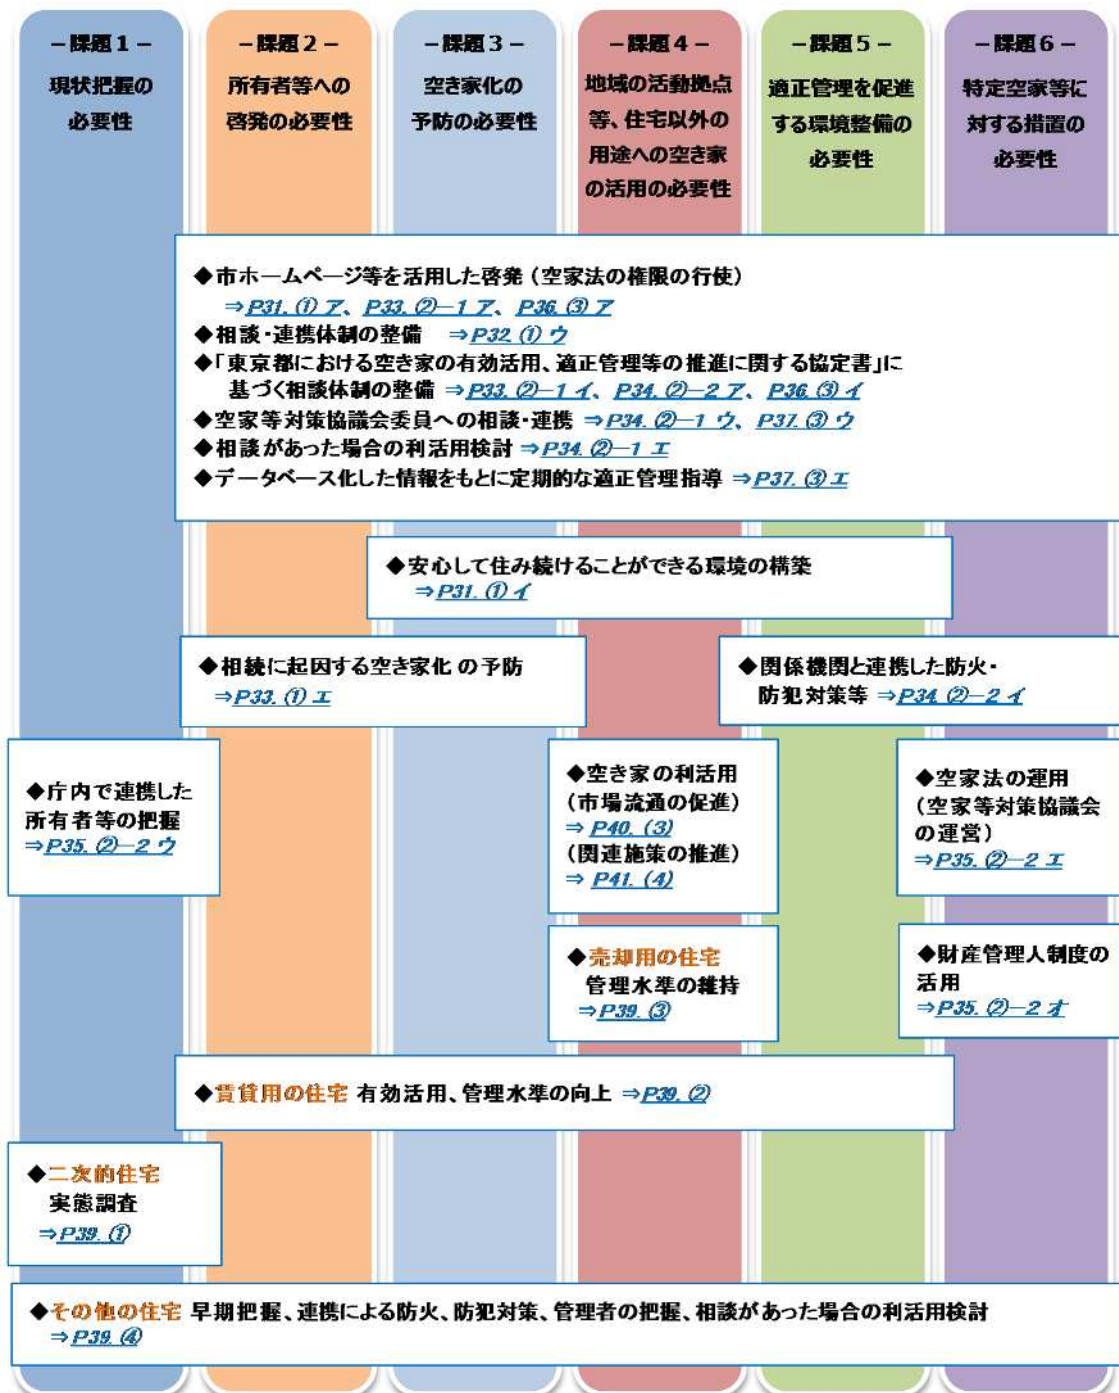 －課題１－
現状把握の
必要性
－課題２－
所有者等への
啓発の必要性
－課題３－
空き家化の
予防の必要性
－課題４－
地域の活動拠点
等、住宅以外の
用途への空き家
の活用の必要性
－課題５－
適正管理を促進
する環境整備の
必要性
－課題６－
特定空家等に
対する措置の
必要性
◆市ホームページ等を活用した啓発（空家法の権限の行使）
⇒P31.①ア、P33.②－1ア、P36.③ア
◆相談・連携体制の整備 ⇒P32.①ウ
◆「東京都における空き家の有効活用、適正管理等の推進に関する協定書」に
基づく相談体制の整備 ⇒P33.②－1イ、P34.②－2ア、P36.③イ
◆空家等対策協議会委員への相談・連携 ⇒P34.②－1ウ、P37.③ウ
◆相談があった場合の利活用検討 ⇒P34.②－1エ
◆データベース化した情報をもとに定期的な適正管理指導 ⇒P37.③エ
◆安心して住み続けることができる環境の構築
⇒P31.①イ
◆相続に起因する空き家化の予防
⇒P33.①エ
◆関係機関と連携した防火・
防犯対策等 ⇒P34.②－2イ
◆庁内で連携した
所有者等の把握
⇒P35.②－2ウ
◆空き家の利活用
（市場流通の促進）
⇒ P40.(3)
（関連施策の推進）
⇒ P41.(4)
◆空家法の運用
（空家等対策協議会
の運営）
⇒P35.②－2エ
◆売却用の住宅
管理水準の維持
⇒P39.③
◆財産管理人制度の
活用
⇒P35.②－2オ
◆賃貸用の住宅 有効活用、管理水準の向上 ⇒P39.②
◆二次的住宅
実態調査
⇒P39.①
◆その他の住宅 早期把握、連携による防火、防犯対策、管理者の把握、相談があった場合の利活用検討
⇒P39.④